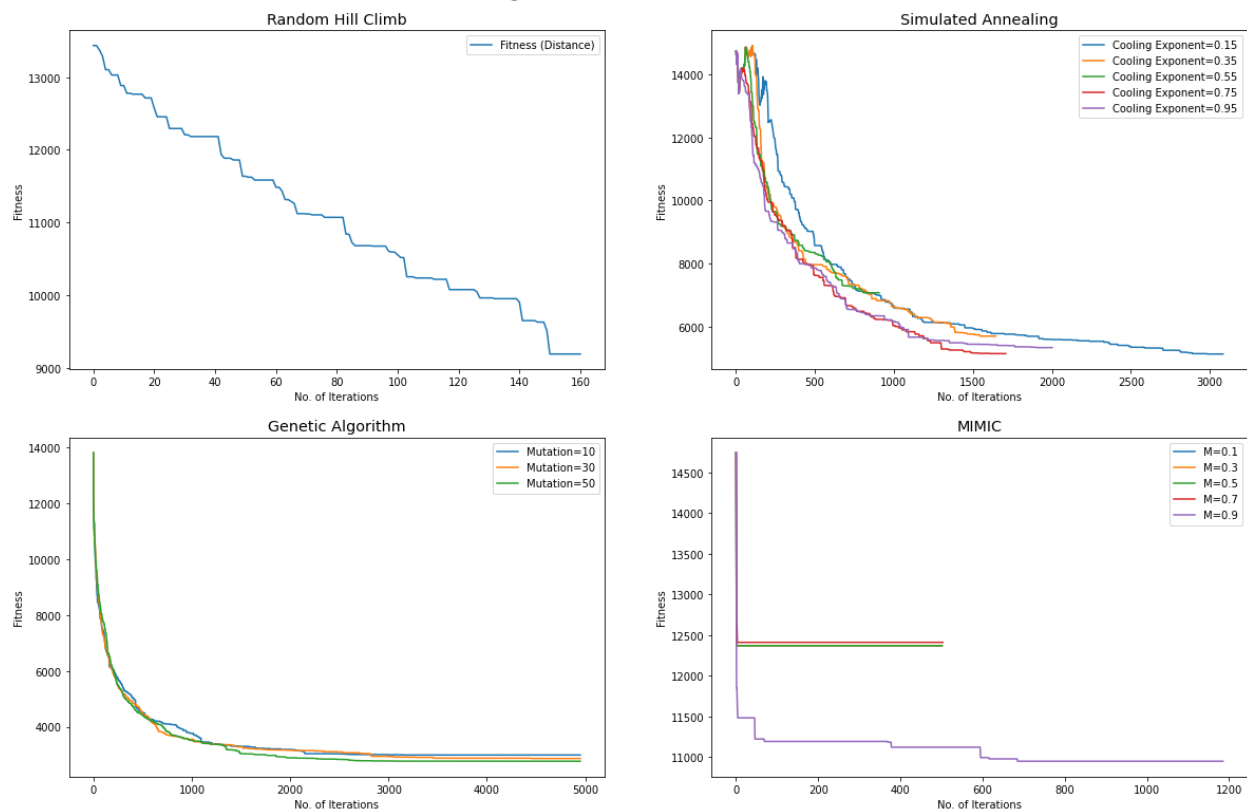 Random Hill Climb
Fitness (Distance)
13000
12000
11000
10000
9000
Fitness
0 20 40 60 80 100 120 140 160
No. of Iterations
Simulated Annealing
Cooling Exponent=0.15
Cooling Exponent=0.35
Cooling Exponent=0.55
Cooling Exponent=0.75
Cooling Exponent=0.95
14000
12000
10000
8000
6000
Fitness
0 500 1000 1500 2000 2500 3000
No. of Iterations
Genetic Algorithm
Mutation=10
Mutation=30
Mutation=50
14000
12000
10000
8000
6000
4000
Fitness
0 1000 2000 3000 4000 5000
No. of Iterations
MIMIC
M=0.1
M=0.3
M=0.5
M=0.7
M=0.9
14500
14000
13500
13000
12500
12000
11500
11000
Fitness
0 200 400 600 800 1000 1200
No. of Iterations